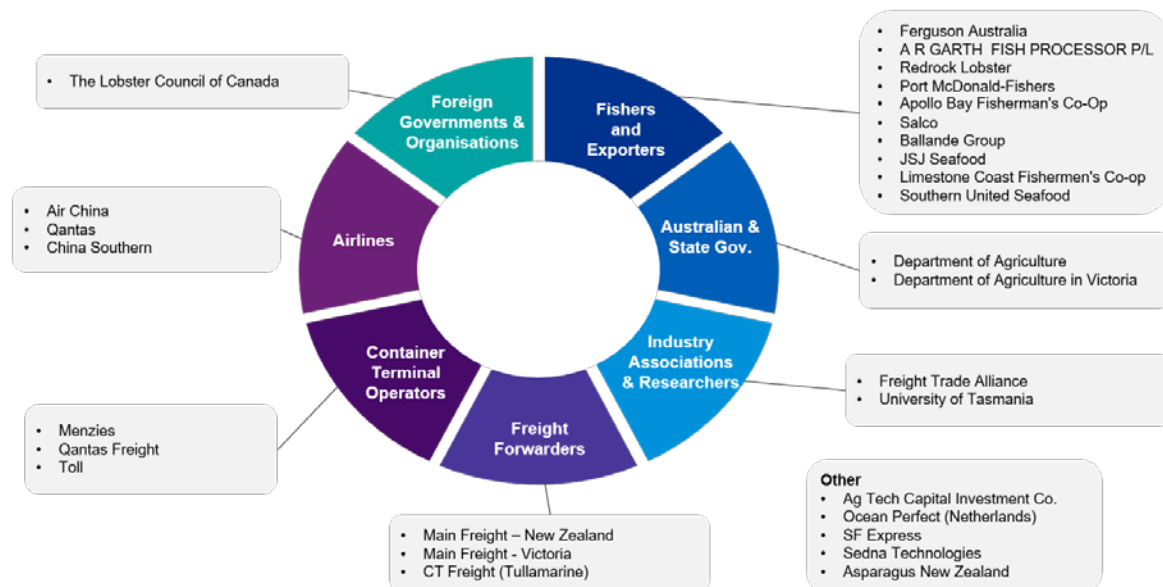 Ferguson Australia
A R GARTH FISH PROCESSOR P/L
Redrock Lobster
Port McDonald-Fishers
Apollo Bay Fisherman's Co-Op
Salco
Ballande Group
JSJ Seafood
Limestone Coast Fishermen's Co-op
Southern United Seafood
The Lobster Council of Canada
Foreign
Governments &
Organisations
Fishers
and
Exporters
Air China
Qantas
China Southern
Airlines
Australian &
State Gov.
Department of Agriculture
Department of Agriculture in Victoria
Container
Terminal
Operators
Industry
Associations
& Researchers
Freight Trade Alliance
University of Tasmania
Menzies
Qantas Freight
Toll
Freight
Forwarders
Main Freight – New Zealand
Main Freight - Victoria
CT Freight (Tullamarine)
Other
Ag Tech Capital Investment Co.
Ocean Perfect (Netherlands)
SF Express
Sedna Technologies
Asparagus New Zealand